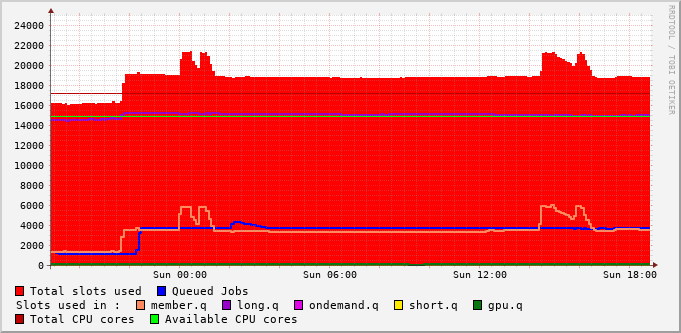 RRDTOOL / TOBI OETIKER
24000
22000
20000
18000
16000
14000
12000
10000
8000
6000
4000
2000
0
Sun 00:00 Sun 06:00 Sun 12:00 Sun 18:00
Total slots used Queued Jobs
Slots used in : member.q long.q ondemand.q short.q gpu.q
Total CPU cores Available CPU cores